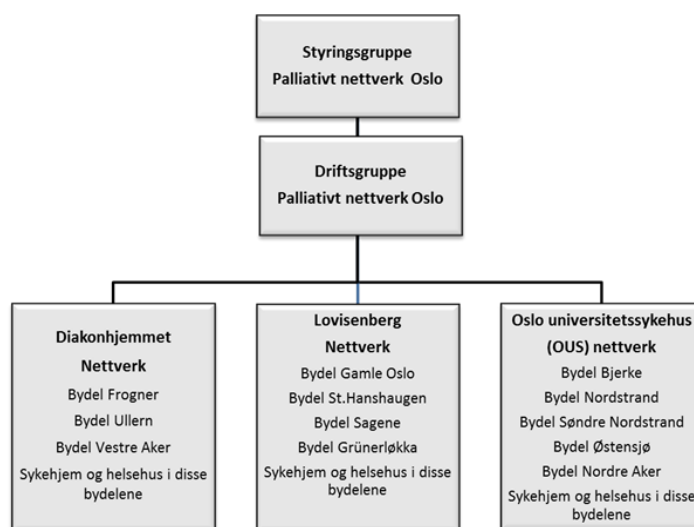 Styringsgruppe
Palliativt nettverk Oslo
Driftsgruppe
Palliativt nettverk Oslo
Diakonhjemmet
Nettverk
Bydel Frogner
Bydel Ullern
Bydel Vestre Aker
Sykehjem og helsehus i disse
bydelene
Lovisenberg
Nettverk
Bydel Gamle Oslo
Bydel St.Hanshaugen
Bydel Sagene
Bydel Grünerløkka
Sykehjem og helsehus i disse
bydelene
Oslo universitetssykehus
(OUS) nettverk
Bydel Bjerke
Bydel Nordstrand
Bydel Søndre Nordstrand
Bydel Østensjø
Bydel Nordre Aker
Sykehjem og helsehus i disse
bydelene